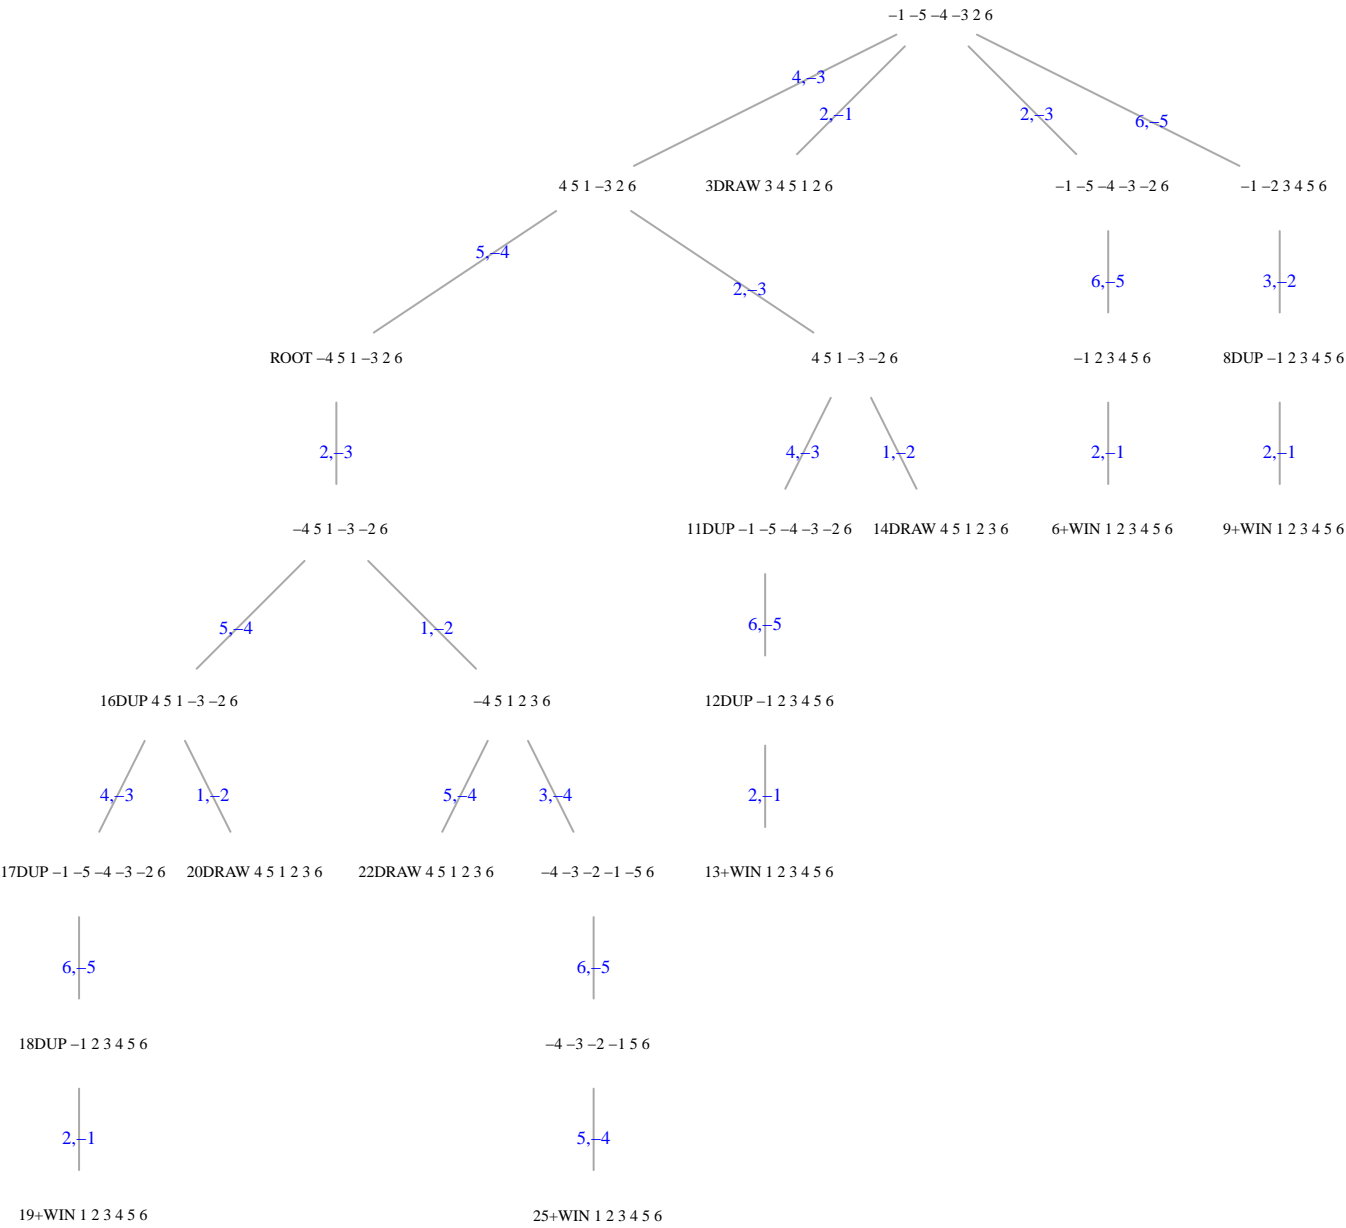 −1 −5 −4 −3 2 6
4,−3
2,−1
2,−3
6,−5
4 5 1 −3 2 6
3DRAW 3 4 5 1 2 6
−1 −5 −4 −3 −2 6
−1 −2 3 4 5 6
5,−4
2,−3
6,−5
3,−2
ROOT −4 5 1 −3 2 6
4 5 1 −3 −2 6
−1 2 3 4 5 6
8DUP −1 2 3 4 5 6
2,−3
4,−3
1,−2
2,−1
2,−1
−4 5 1 −3 −2 6
11DUP −1 −5 −4 −3 −2 6
14DRAW 4 5 1 2 3 6
6+WIN 1 2 3 4 5 6
9+WIN 1 2 3 4 5 6
5,−4
1,−2
6,−5
16DUP 4 5 1 −3 −2 6
−4 5 1 2 3 6
12DUP −1 2 3 4 5 6
4,−3
1,−2
5,−4
3,−4
2,−1
17DUP −1 −5 −4 −3 −2 6
20DRAW 4 5 1 2 3 6
22DRAW 4 5 1 2 3 6
−4 −3 −2 −1 −5 6
13+WIN 1 2 3 4 5 6
6,−5
6,−5
18DUP −1 2 3 4 5 6
−4 −3 −2 −1 5 6
2,−1
5,−4
19+WIN 1 2 3 4 5 6
25+WIN 1 2 3 4 5 6